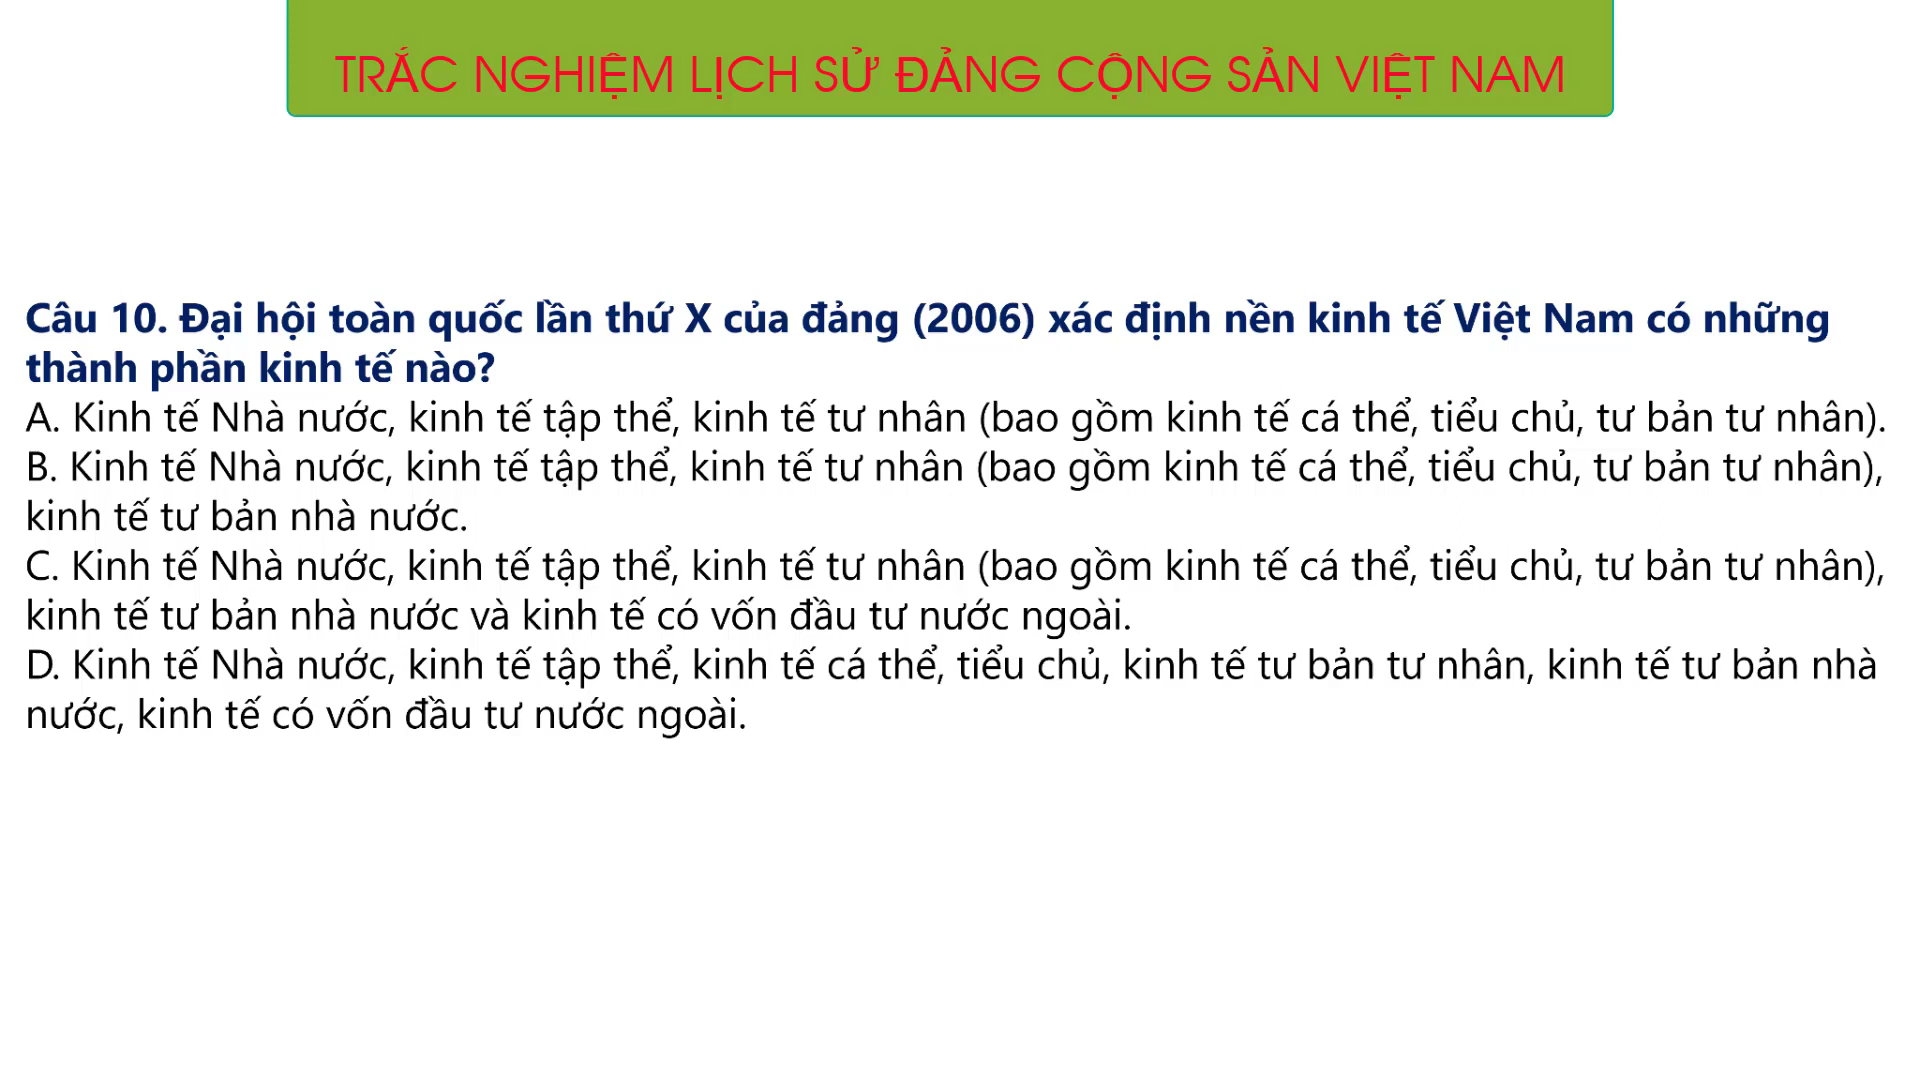 TRẮC NGHIỆM LỊCH SỬ ĐẢNG CỘNG SẢN VIỆT NAM
Câu 10. Đại hội toàn quốc lần thứ X của đảng (2006) xác định nền kinh tế Việt Nam có những
thành phần kinh tế nào?
A. Kinh tế Nhà nước, kinh tế tập thể, kinh tế tư nhân (bao gồm kinh tế cá thể, tiểu chủ, tư bản tư nhân).
B. Kinh tế Nhà nước, kinh tế tập thể, kinh tế tư nhân (bao gồm kinh tế cá thể, tiểu chủ, tư bản tư nhân),
kinh tế tư bản nhà nước.
C. Kinh tế Nhà nước, kinh tế tập thể, kinh tế tư nhân (bao gồm kinh tế cá thể, tiểu chủ, tư bản tư nhân),
kinh tế tư bản nhà nước và kinh tế có vốn đầu tư nước ngoài.
D. Kinh tế Nhà nước, kinh tế tập thể, kinh tế cá thể, tiểu chủ, kinh tế tư bản tư nhân, kinh tế tư bản nhà
nước, kinh tế có vốn đầu tư nước ngoài.